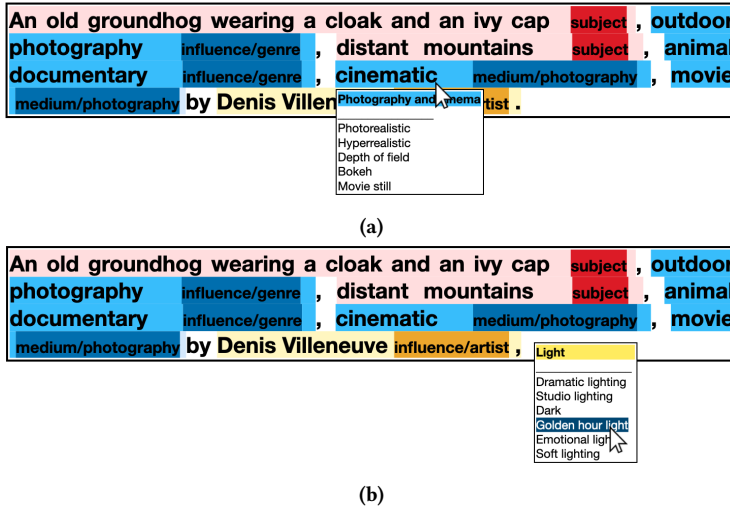 An old groundhog wearing a cloak and an ivy cap subject , outdoor
photography influence/genre , distant mountains subject , animal
documentary influence/genre , cinematic medium/photography , movie
medium/photography by Denis Villen tist .
Photography and inema
Photorealistic
Hyperrealistic
Depth of field
Bokeh
Movie still
(a)
An old groundhog wearing a cloak and an ivy cap subject , outdoor
photography influence/genre , distant mountains subject , animal
documentary influence/genre , cinematic medium/photography , movie
medium/photography by Denis Villeneuve influence/artist ,
Light
Dramatic lighting
Studio lighting
Dark
Golden hour light
Emotional ligh
Soft lighting
(b)